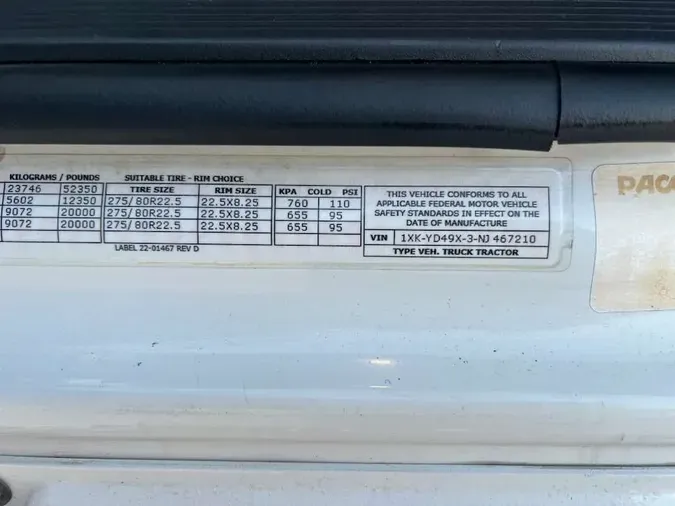 KILOGRAMS / POUNDS SUITABLE TIRE - RIM CHOICE
23746 52350 TIRE SIZE RIM SIZE KPA COLD PSI
5602 12350 275/80R22.5 22.5X8.25 760 110
9072 20000 275/80R22.5 22.5X8.25 655 95
9072 20000 275/80R22.5 22.5X8.25 655 95
LABEL 22-01467 REV D
THIS VEHICLE CONFORMS TO ALL
APPLICABLE FEDERAL MOTOR VEHICLE
SAFETY STANDARDS IN EFFECT ON THE
DATE OF MANUFACTURE
VIN 1XK-YD49X-3-NJ 467210
TYPE VEH. TRUCK TRACTOR